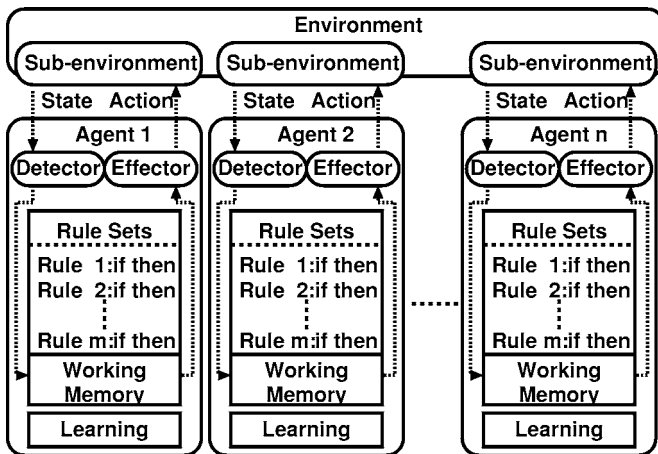 Environment
Sub-environment Sub-environment Sub-environment
State Action State Action State Action
Agent 1 Agent 2 Agent n
Detector Effector Detector Effector Detector Effector
Rule Sets Rule Sets Rule Sets
Rule 1:if then Rule 1:if then Rule 1:if then
Rule 2:if then Rule 2:if then Rule 2:if then
Rule m:if then Rule m:if then Rule m:if then
Working Working Working
Memory Memory Memory
Learning Learning Learning